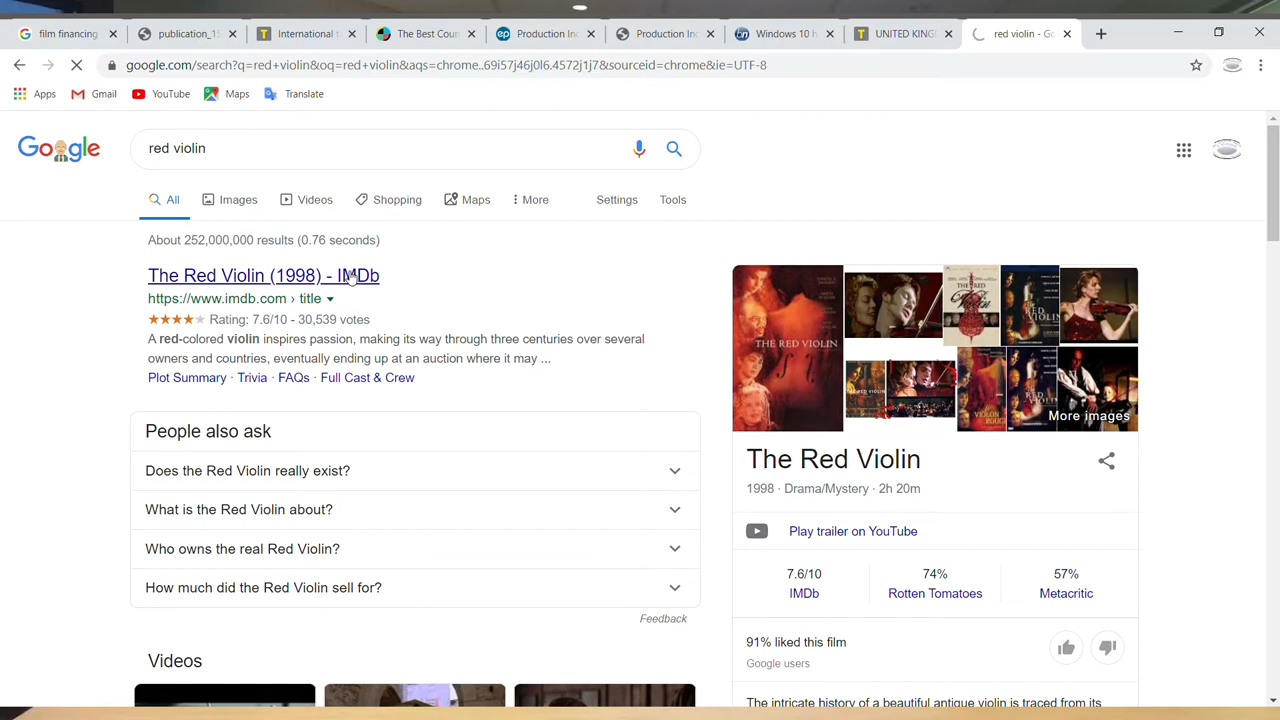 film financing
publication_15
International t
The Best Coun
Production Inc
Production Inc
Windows 10 h
UNITED KING
red violin - Go
google.com/search?q=red+violin&oq=red+violin&aqs=chrome..69i57j46j0l6.4572j1j7&sourceid=chrome&ie=UTF-8
Apps Gmail YouTube Maps Translate
Google
red violin
All Images Videos Shopping Maps More Settings Tools
About 252,000,000 results (0.76 seconds)
The Red Violin (1998) - IMDb
https://www.imdb.com › title
Rating: 7.6/10 - 30,539 votes
A red-colored violin inspires passion, making its way through three centuries over several
owners and countries, eventually ending up at an auction where it may ...
Plot Summary · Trivia · FAQs · Full Cast & Crew
People also ask
Does the Red Violin really exist?
What is the Red Violin about?
Who owns the real Red Violin?
How much did the Red Violin sell for?
Feedback
Videos
THE RED VIOLIN
More images
The Red Violin
1998 · Drama/Mystery · 2h 20m
Play trailer on YouTube
7.6/10 74% 57%
IMDb Rotten Tomatoes Metacritic
91% liked this film
Google users
The intricate history of a beautiful antique violin is traced from its